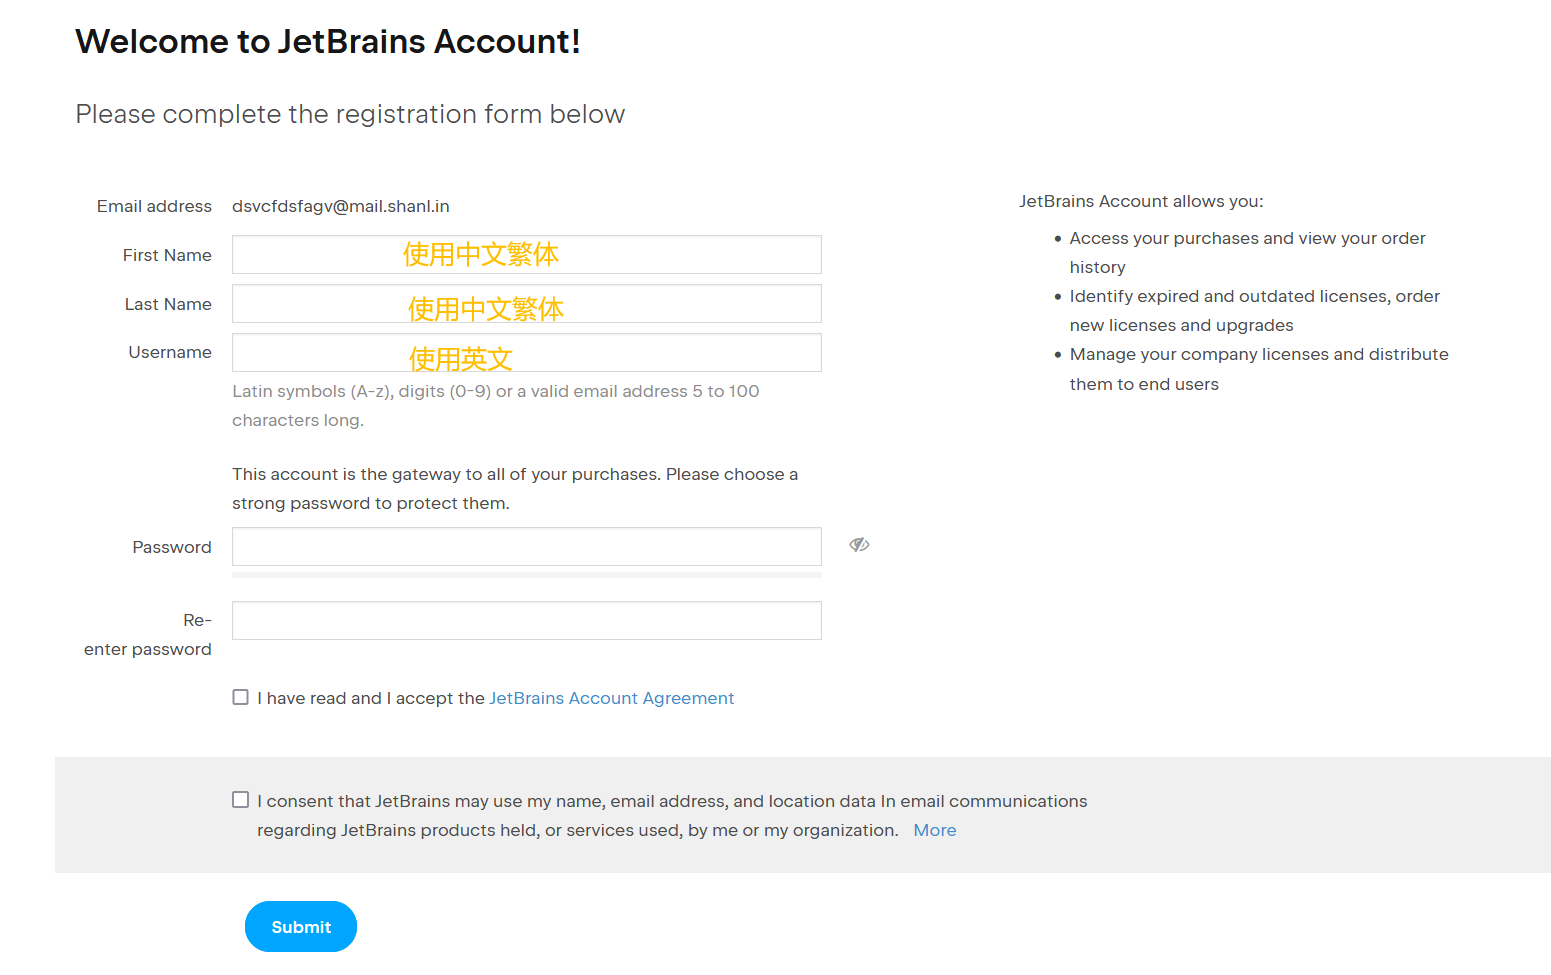 Welcome to JetBrains Account!
Please complete the registration form below
Email address dsvcfdsfagv@mail.shanl.in
First Name 使用中文繁体
Last Name 使用中文繁体
Username 使用英文
Latin symbols (A-z), digits (0-9) or a valid email address 5 to 100
characters long.
This account is the gateway to all of your purchases. Please choose a
strong password to protect them.
Password
Re-
enter password
I have read and I accept the JetBrains Account Agreement
I consent that JetBrains may use my name, email address, and location data In email communications
regarding JetBrains products held, or services used, by me or my organization. More
Submit
JetBrains Account allows you:
• Access your purchases and view your order
history
• Identify expired and outdated licenses, order
new licenses and upgrades
• Manage your company licenses and distribute
them to end users